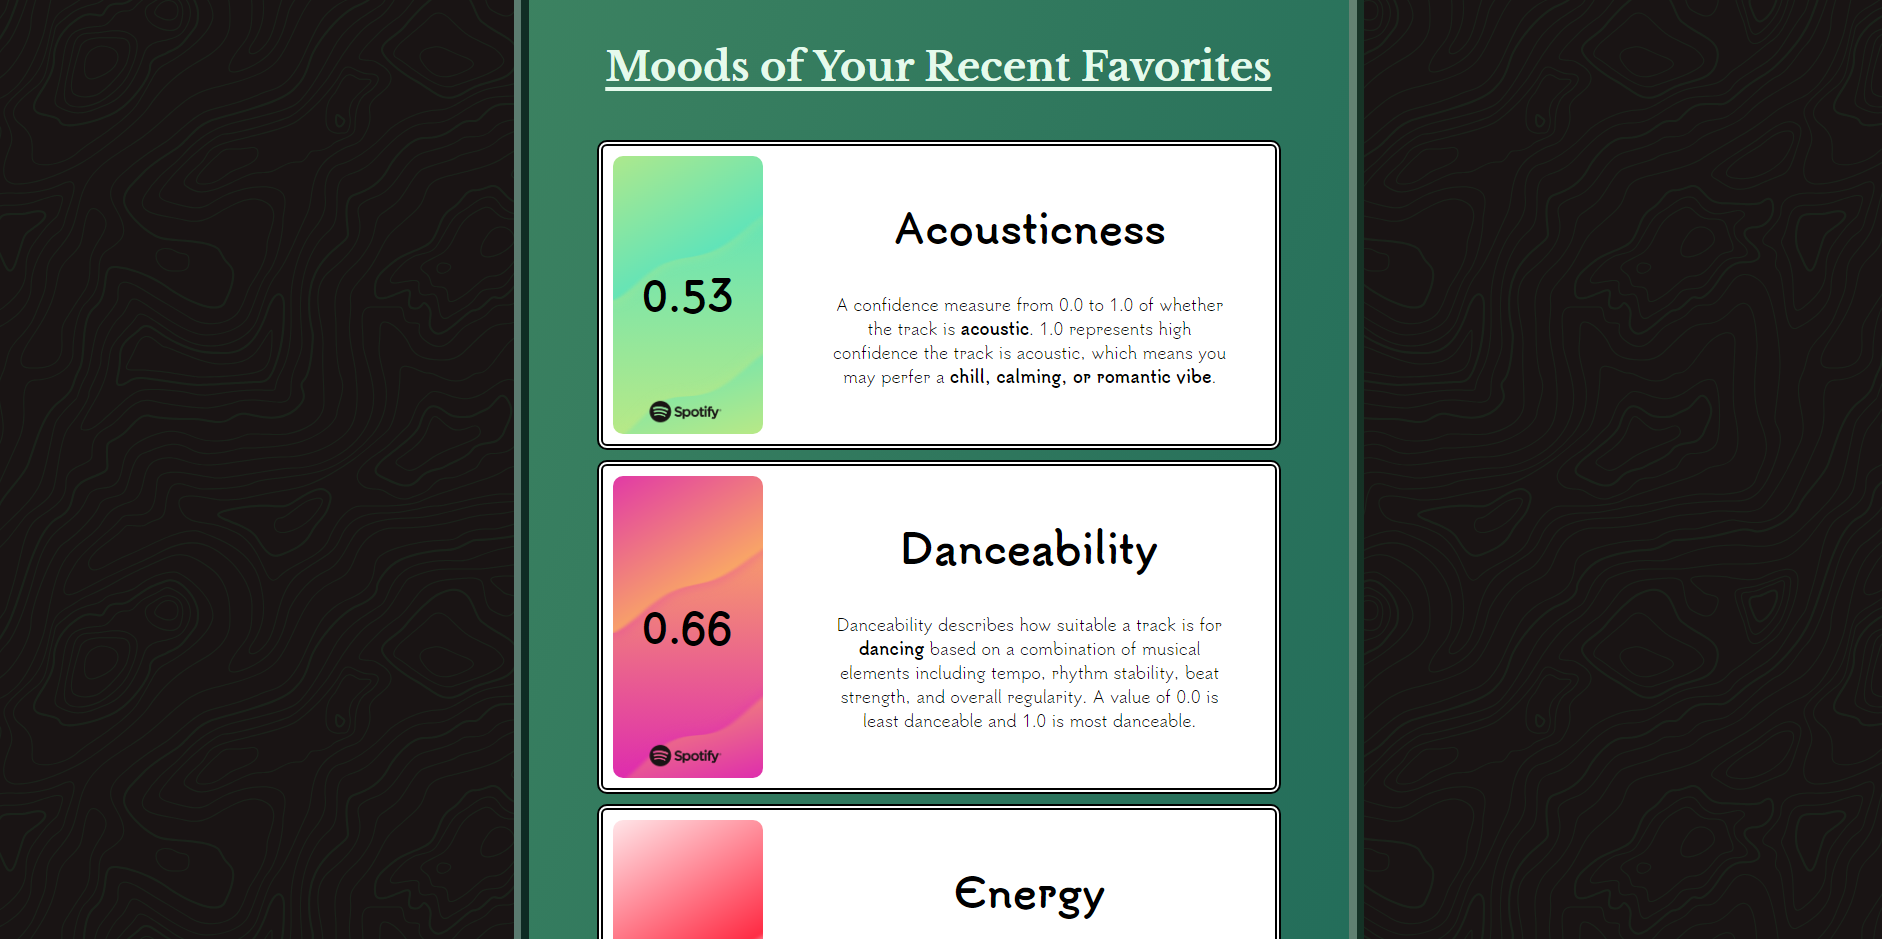 Moods of Your Recent Favorites
Acousticness
0.53
A confidence measure from 0.0 to 1.0 of whether
the track is acoustic. 1.0 represents high
confidence the track is acoustic, which means you
may perfer a chill, calming, or romantic vibe.
Spotify
Danceability
0.66
Danceability describes how suitable a track is for
dancing based on a combination of musical
elements including tempo, rhythm stability, beat
strength, and overall regularity. A value of 0.0 is
least danceable and 1.0 is most danceable.
Spotify
Energy